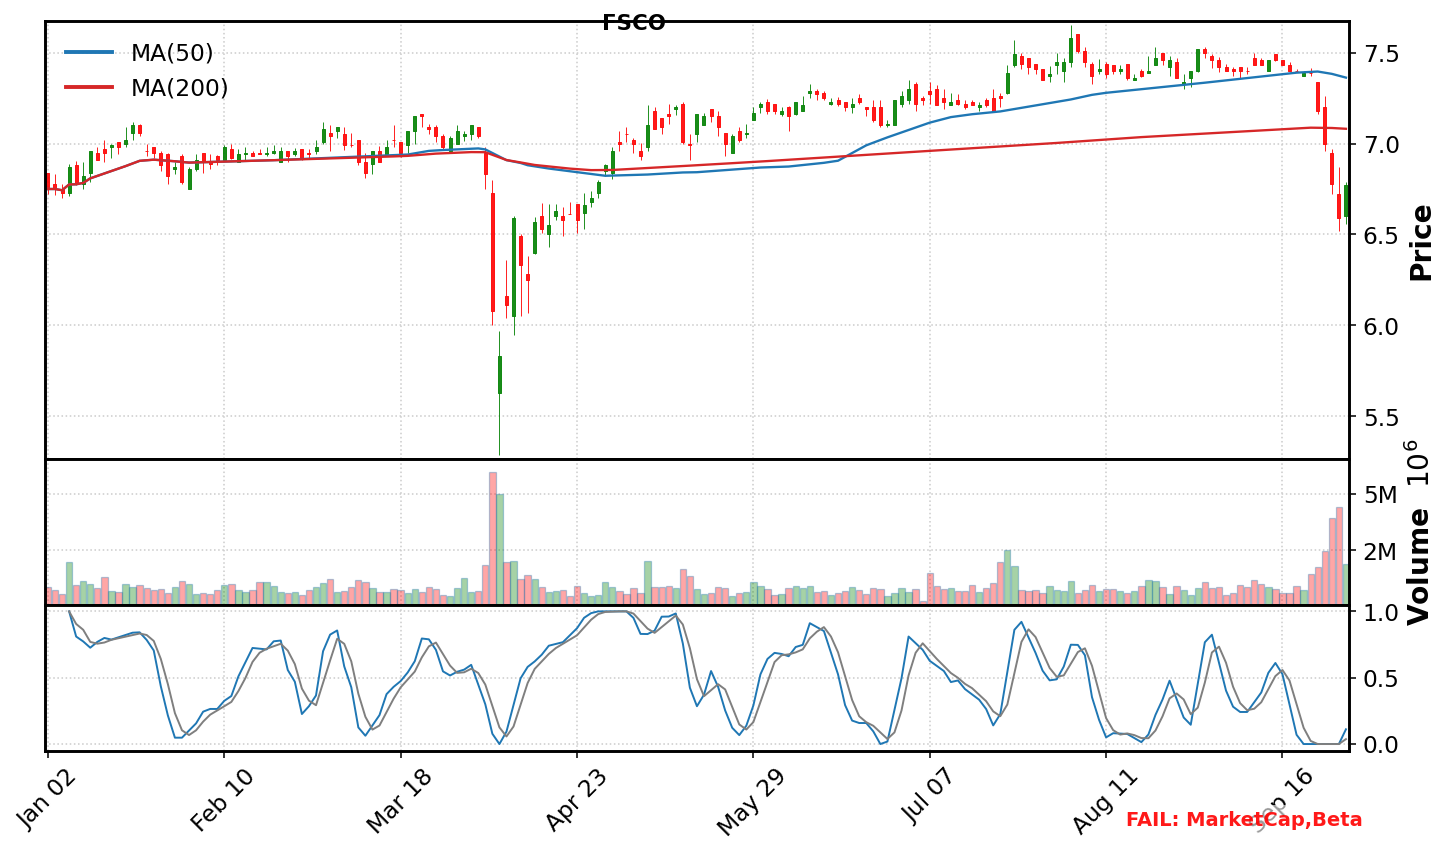 FSCO
MA(50)
MA(200)
7.5
7.0
6.5
6.0
5.5
Price
5M
2M
Volume 10^6
1.0
0.5
0.0
Jan 02
Feb 10
Mar 18
Apr 23
May 29
Jul 07
Aug 11
Sep 16
FAIL: MarketCap,Beta